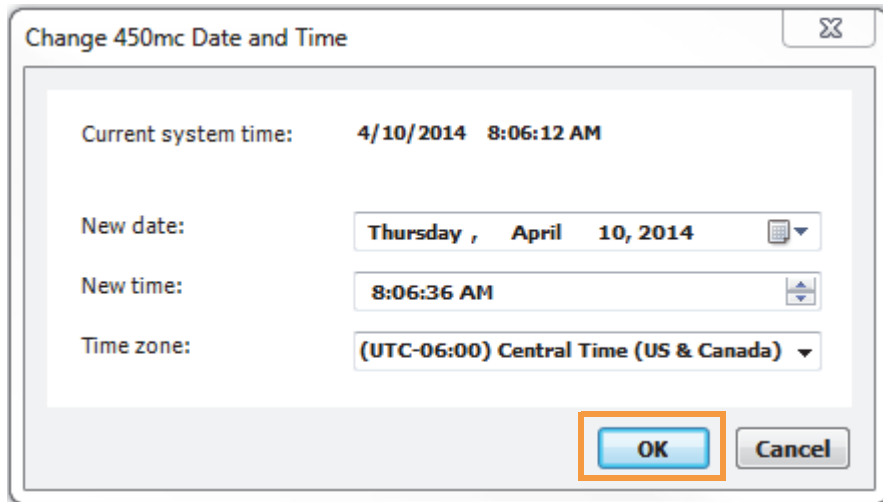 Change 450mc Date and Time
Current system time: 4/10/2014 8:06:12 AM
New date: Thursday , April 10, 2014
New time: 8:06:36 AM
Time zone: (UTC-06:00) Central Time (US & Canada)
OK Cancel